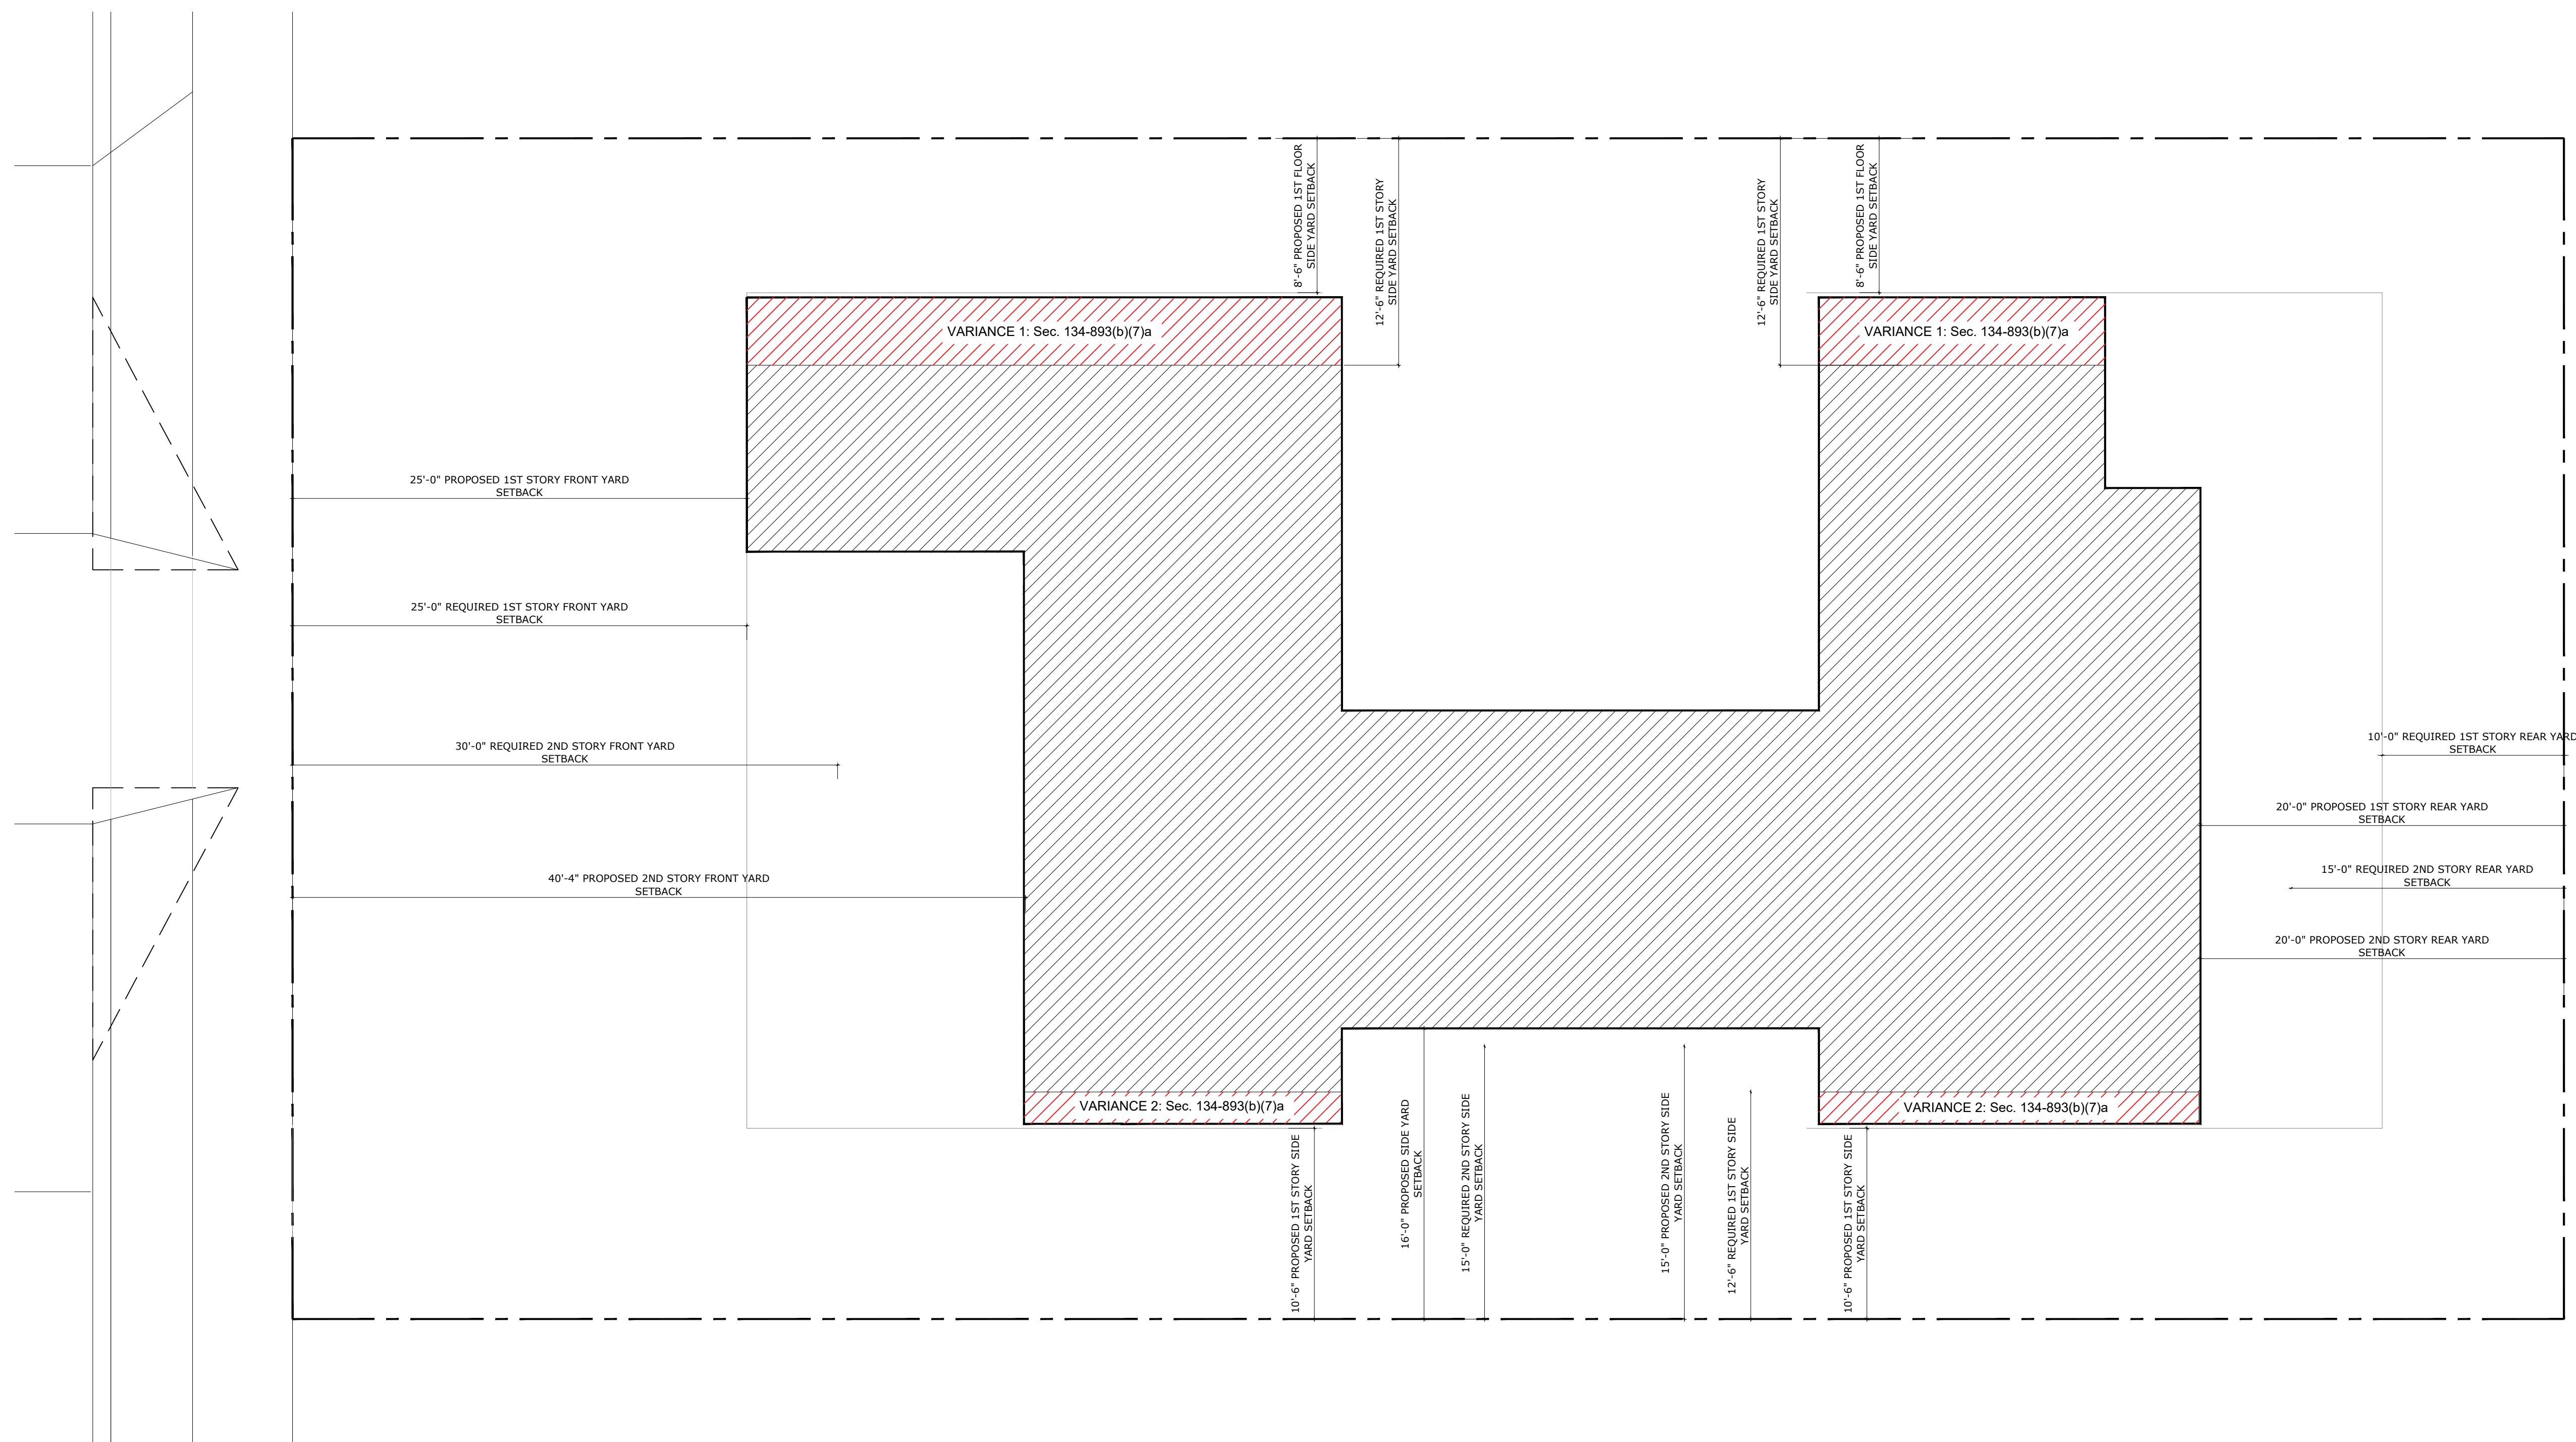 8'-6" PROPOSED 1ST FLOOR
SIDE YARD SETBACK
12'-6" REQUIRED 1ST STORY
SIDE YARD SETBACK
12'-6" REQUIRED 1ST STORY
SIDE YARD SETBACK
8'-6" PROPOSED 1ST FLOOR
SIDE YARD SETBACK
VARIANCE 1: Sec. 134-893(b)(7)a
VARIANCE 1: Sec. 134-893(b)(7)a
25'-0" PROPOSED 1ST STORY FRONT YARD
SETBACK
25'-0" REQUIRED 1ST STORY FRONT YARD
SETBACK
30'-0" REQUIRED 2ND STORY FRONT YARD
SETBACK
10'-0" REQUIRED 1ST STORY REAR YARD
SETBACK
20'-0" PROPOSED 1ST STORY REAR YARD
SETBACK
40'-4" PROPOSED 2ND STORY FRONT YARD
SETBACK
15'-0" REQUIRED 2ND STORY REAR YARD
SETBACK
20'-0" PROPOSED 2ND STORY REAR YARD
SETBACK
VARIANCE 2: Sec. 134-893(b)(7)a
VARIANCE 2: Sec. 134-893(b)(7)a
10'-6" PROPOSED 1ST STORY SIDE
YARD SETBACK
16'-0" PROPOSED SIDE YARD
SETBACK
15'-0" REQUIRED 2ND STORY SIDE
YARD SETBACK
15'-0" PROPOSED 2ND STORY SIDE
YARD SETBACK
12'-6" REQUIRED 1ST STORY SIDE
YARD SETBACK
10'-6" PROPOSED 1ST STORY SIDE
YARD SETBACK